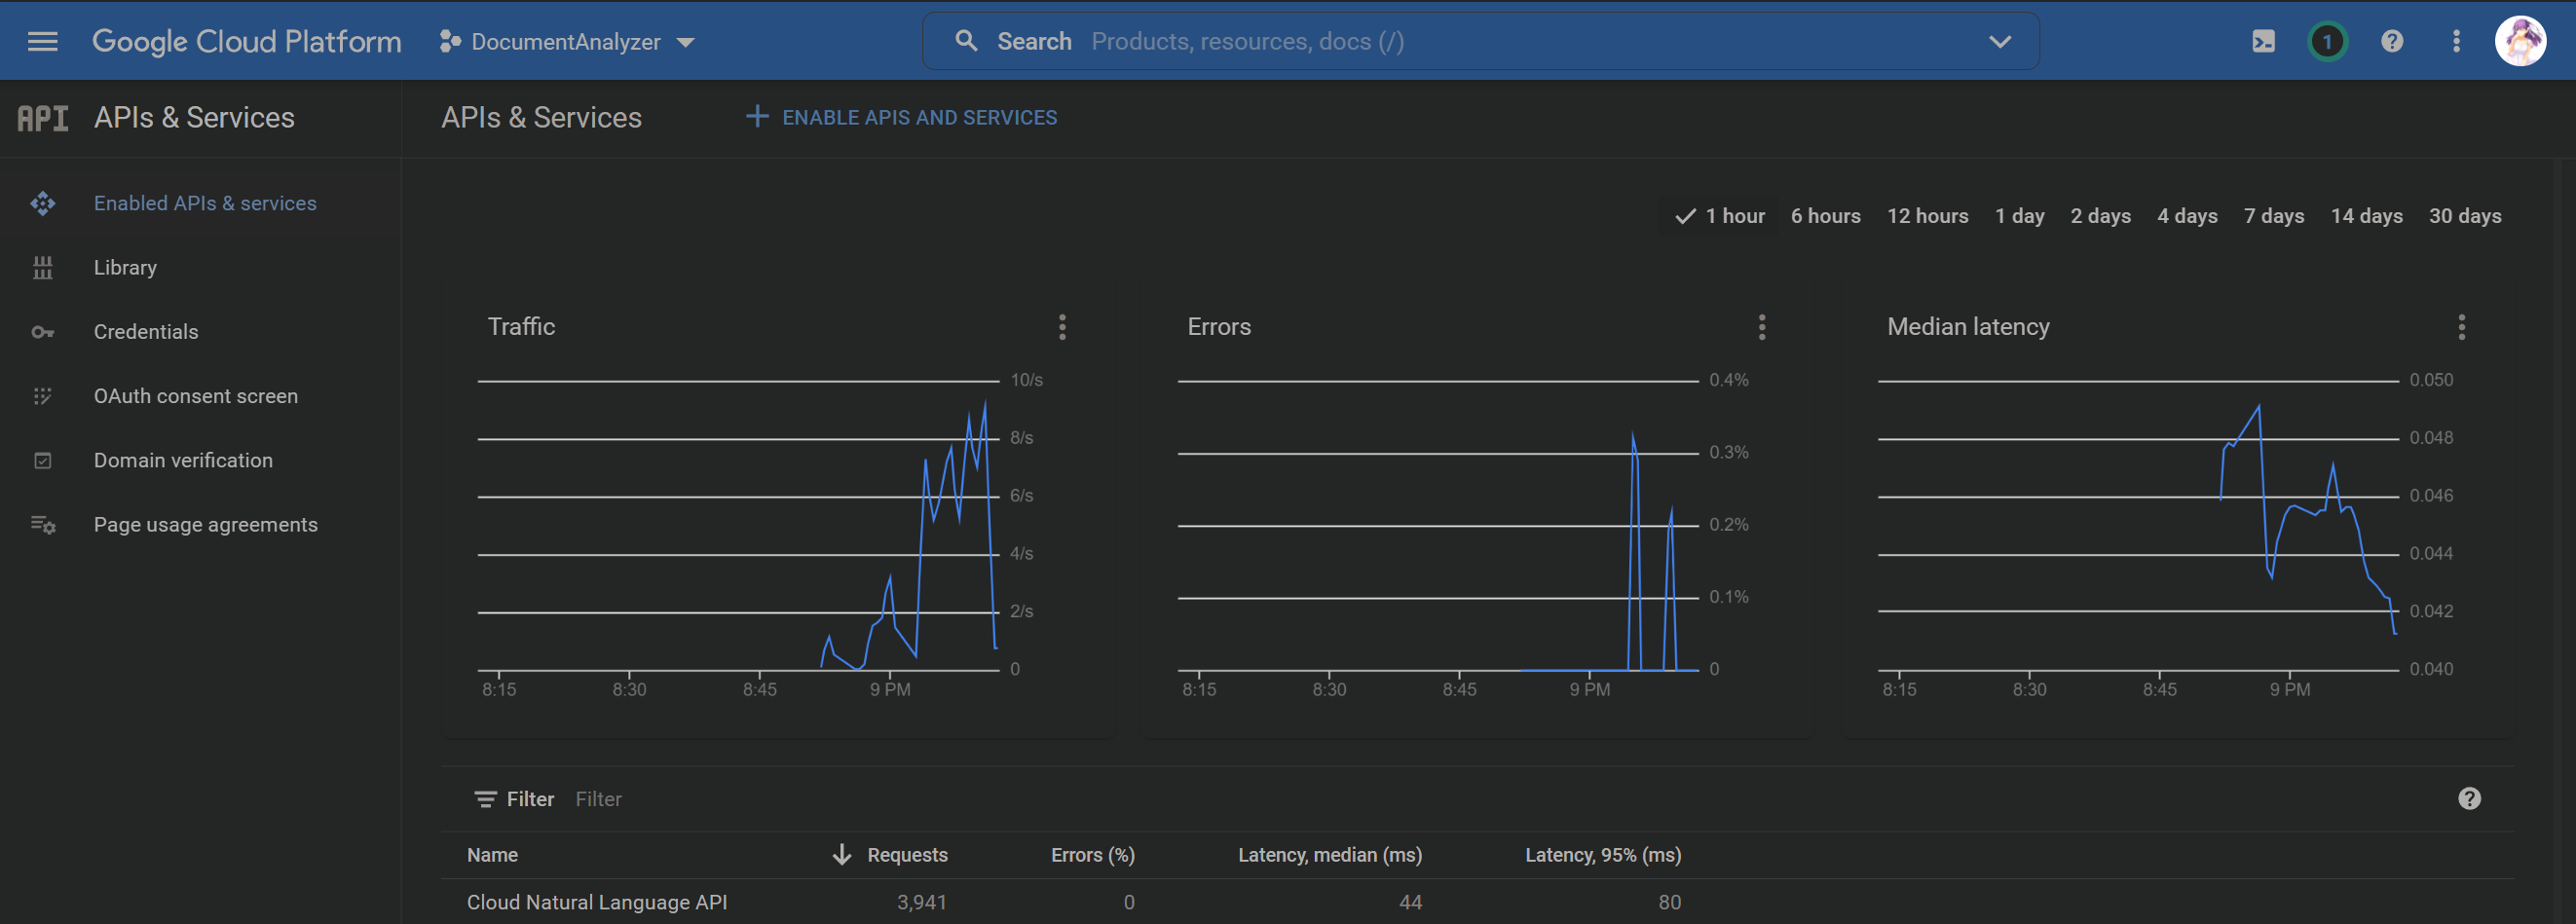 Google Cloud Platform
DocumentAnalyzer
Search Products, resources, docs (/)
1
API APIs & Services
APIs & Services
ENABLE APIS AND SERVICES
Enabled APIs & services
Library
Credentials
OAuth consent screen
Domain verification
Page usage agreements
1 hour 6 hours 12 hours 1 day 2 days 4 days 7 days 14 days 30 days
Traffic
10/s
8/s
6/s
4/s
2/s
0
8:15 8:30 8:45 9 PM
Errors
0.4%
0.3%
0.2%
0.1%
0
8:15 8:30 8:45 9 PM
Median latency
0.050
0.048
0.046
0.044
0.042
0.040
8:15 8:30 8:45 9 PM
Filter Filter
Name Requests Errors (%) Latency, median (ms) Latency, 95% (ms)
Cloud Natural Language API 3,941 0 44 80